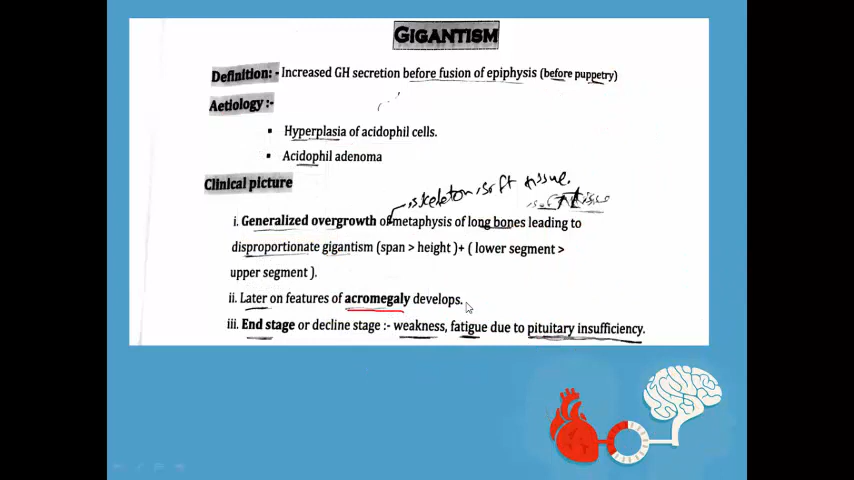 GIGANTISM
Definition: - Increased GH secretion before fusion of epiphysis (before puppetry)
Aetiology :-
▪ Hyperplasia of acidophil cells.
▪ Acidophil adenoma
Clinical picture
skeleton, soft tissue.
i. Generalized overgrowth of metaphysis of long bones leading to
disproportionate gigantism (span > height )+ ( lower segment >
upper segment ).
ii. Later on features of acromegaly develops.
iii. End stage or decline stage :- weakness, fatigue due to pituitary insufficiency.